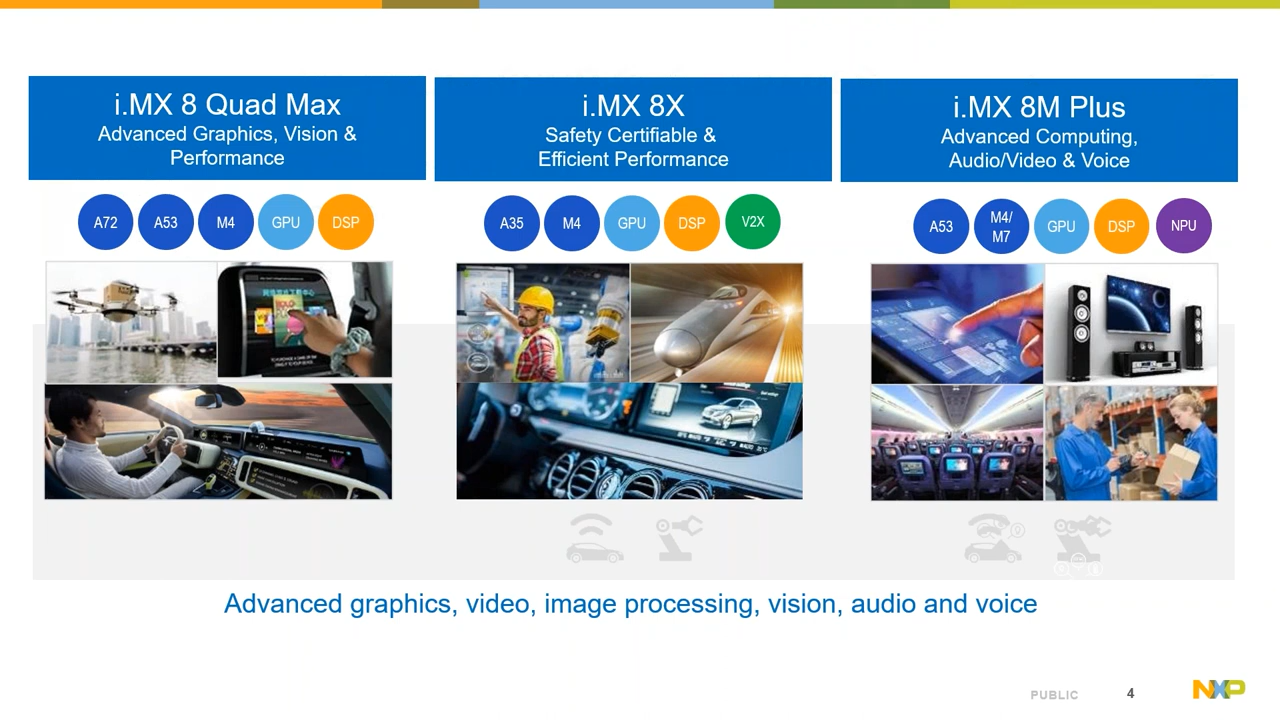 i.MX 8 Quad Max
Advanced Graphics, Vision &
Performance
i.MX 8X
Safety Certifiable &
Efficient Performance
i.MX 8M Plus
Advanced Computing,
Audio/Video & Voice
A72
A53
M4
GPU
DSP
A35
M4
GPU
DSP
V2X
A53
M4/
M7
GPU
DSP
NPU
Advanced graphics, video, image processing, vision, audio and voice
PUBLIC
4
NXP